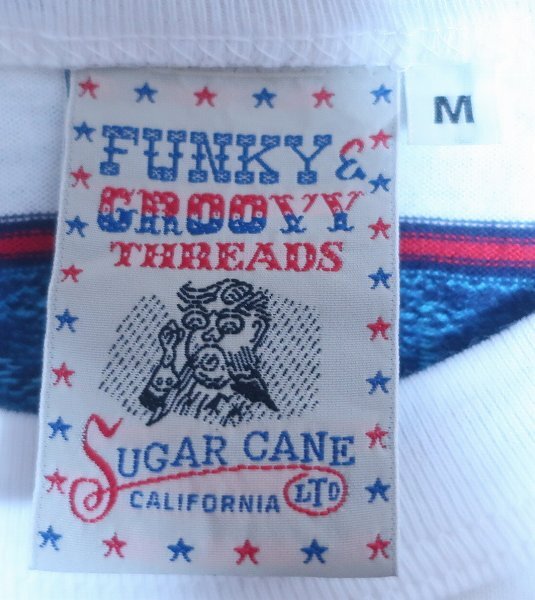 M
FUNKY &
GROOVY
THREADS
SUGAR CANE
CALIFORNIA LTD